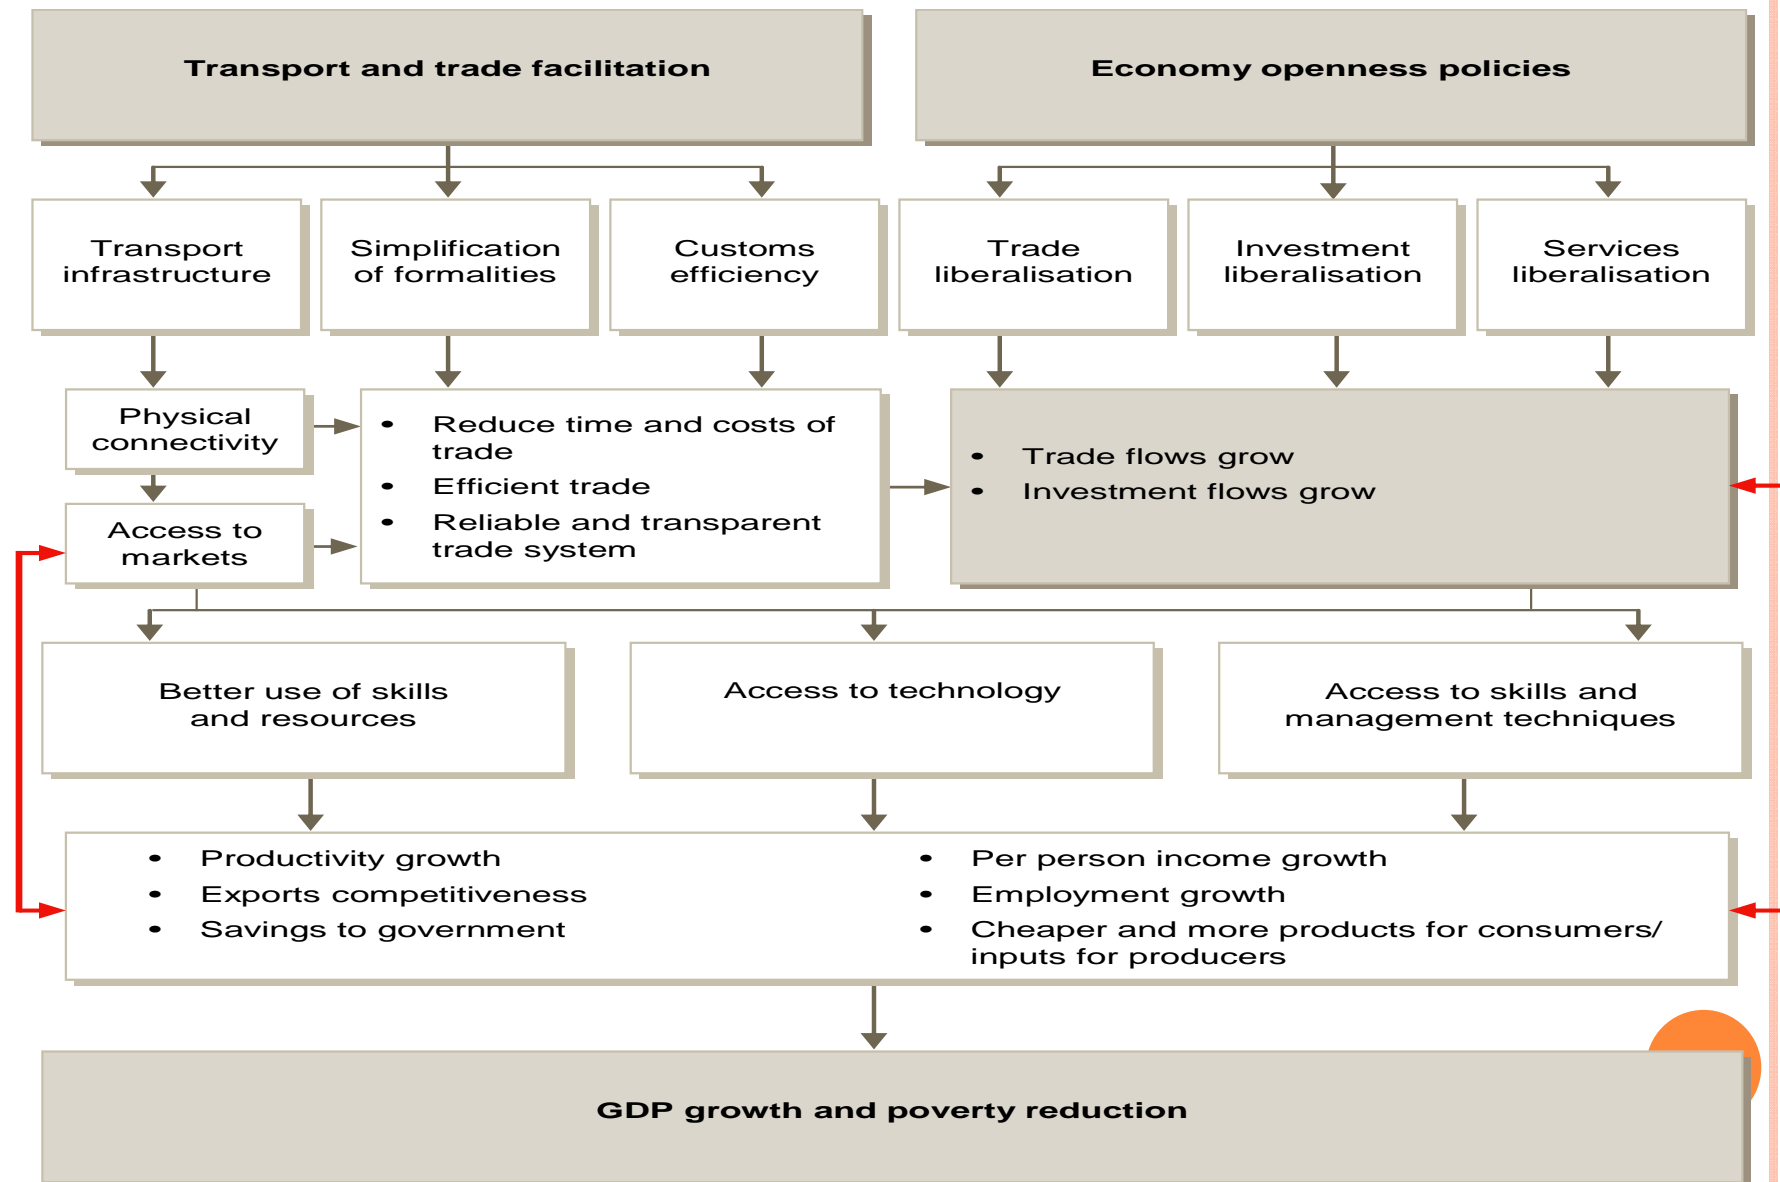 Transport and trade facilitation
Economy openness policies
Transport
infrastructure
Simplification
of formalities
Customs
efficiency
Trade
liberalisation
Investment
liberalisation
Services
liberalisation
Physical
connectivity
Access to
markets
• Reduce time and costs of
trade
• Efficient trade
• Reliable and transparent
trade system
• Trade flows grow
• Investment flows grow
Better use of skills
and resources
Access to technology
Access to skills and
management techniques
• Productivity growth
• Exports competitiveness
• Savings to government
• Per person income growth
• Employment growth
• Cheaper and more products for consumers/
inputs for producers
GDP growth and poverty reduction